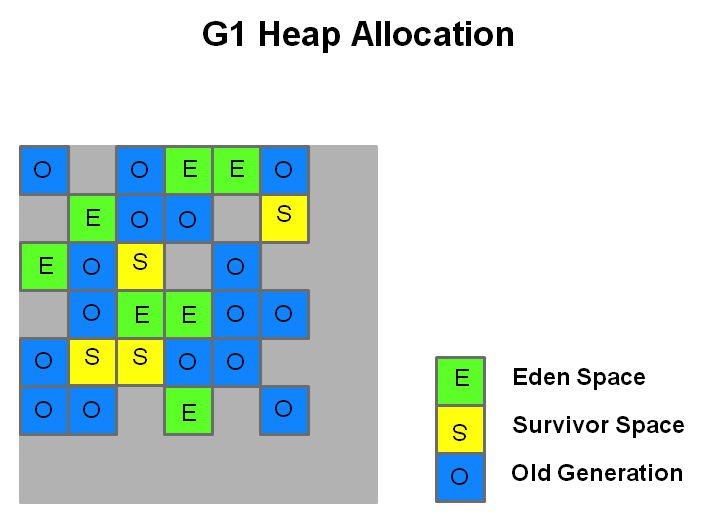 G1 Heap Allocation
O O E E O
E O O S
E O S O
O E E O O
O S S O O
O O E O
E Eden Space
S Survivor Space
O Old Generation